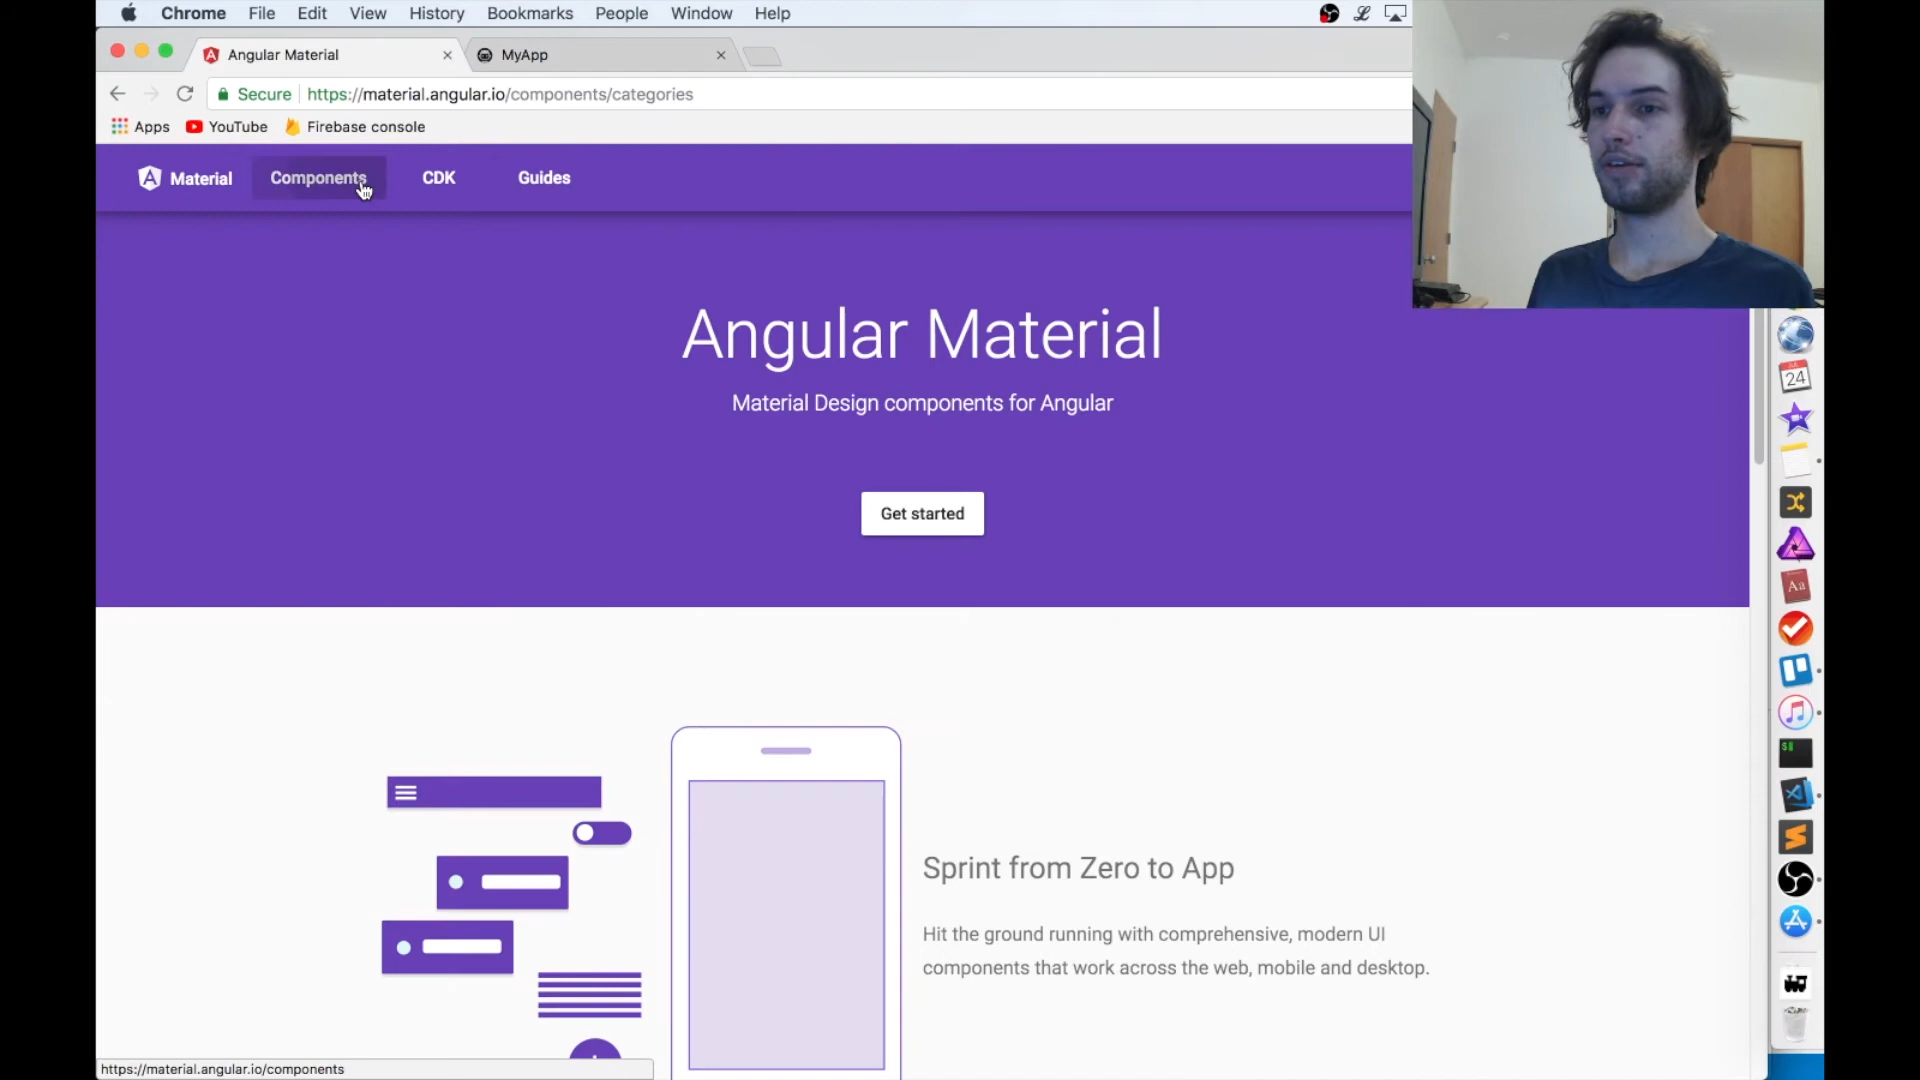 Chrome File Edit View History Bookmarks People Window Help
Angular Material
MyApp
Secure https://material.angular.io/components/categories
Apps YouTube Firebase console
Material Components CDK Guides
Angular Material
Material Design components for Angular
Get started
24
Aa
Sprint from Zero to App
Hit the ground running with comprehensive, modern UI
components that work across the web, mobile and desktop.
https://material.angular.io/components